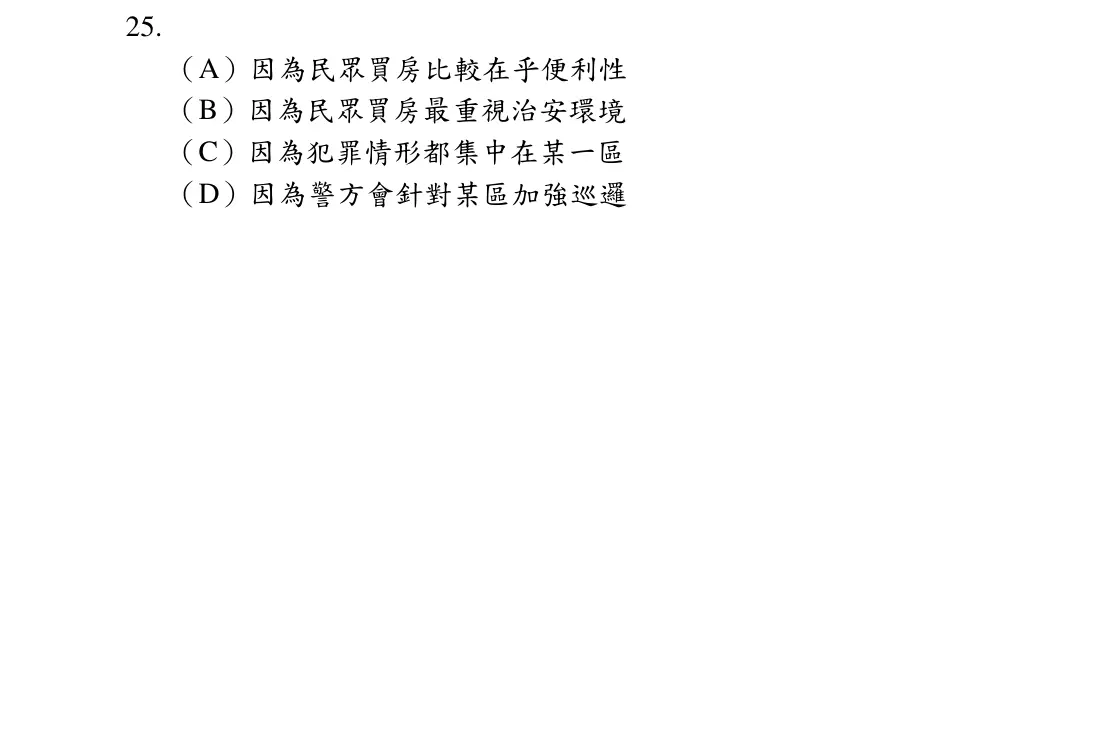 25.
（A）因為民眾買房比較在乎便利性
（B）因為民眾買房最重視治安環境
（C）因為犯罪情形都集中在某一區
（D）因為警方會針對某區加強巡邏